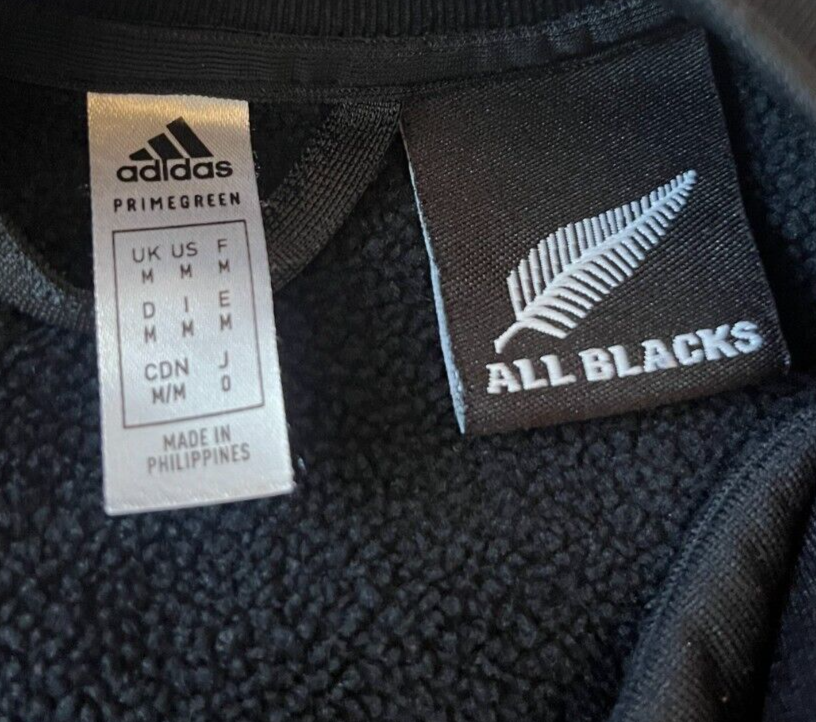 adidas
PRIMEGREEN
UK US F
M M M
D I E
M M M
CDN J
M/M O
MADE IN
PHILIPPINES
ALL BLACKS